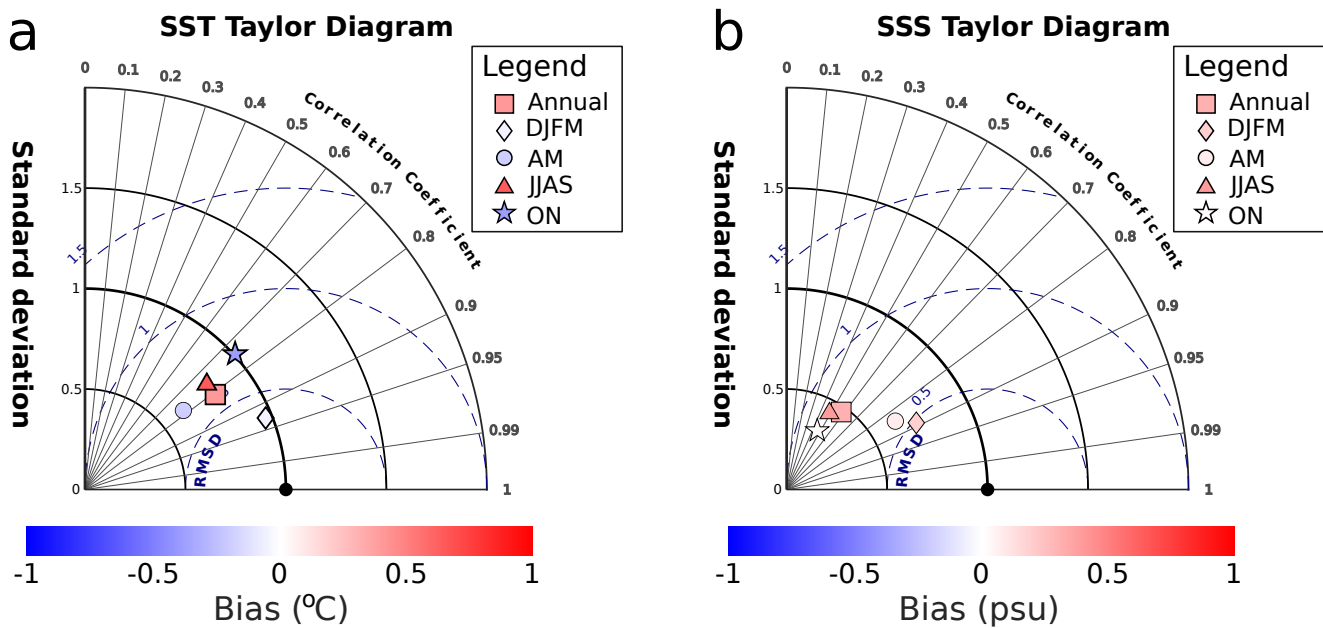 a
SST Taylor Diagram
Legend
Annual
DJFM
AM
JJAS
ON
0
0.1
0.2
0.3
0.4
0.5
0.6
0.7
0.8
0.9
0.95
0.99
1
Correlation Coefficient
Standard deviation
1.5
1
0.5
0
1.5
1
RMSD
-1
-0.5
0
0.5
1
Bias (ºC)
b
SSS Taylor Diagram
Legend
Annual
DJFM
AM
JJAS
ON
0
0.1
0.2
0.3
0.4
0.5
0.6
0.7
0.8
0.9
0.95
0.99
1
Correlation Coefficient
Standard deviation
1.5
1
0.5
0
1.5
1
0.5
RMSD
-1
-0.5
0
0.5
1
Bias (psu)